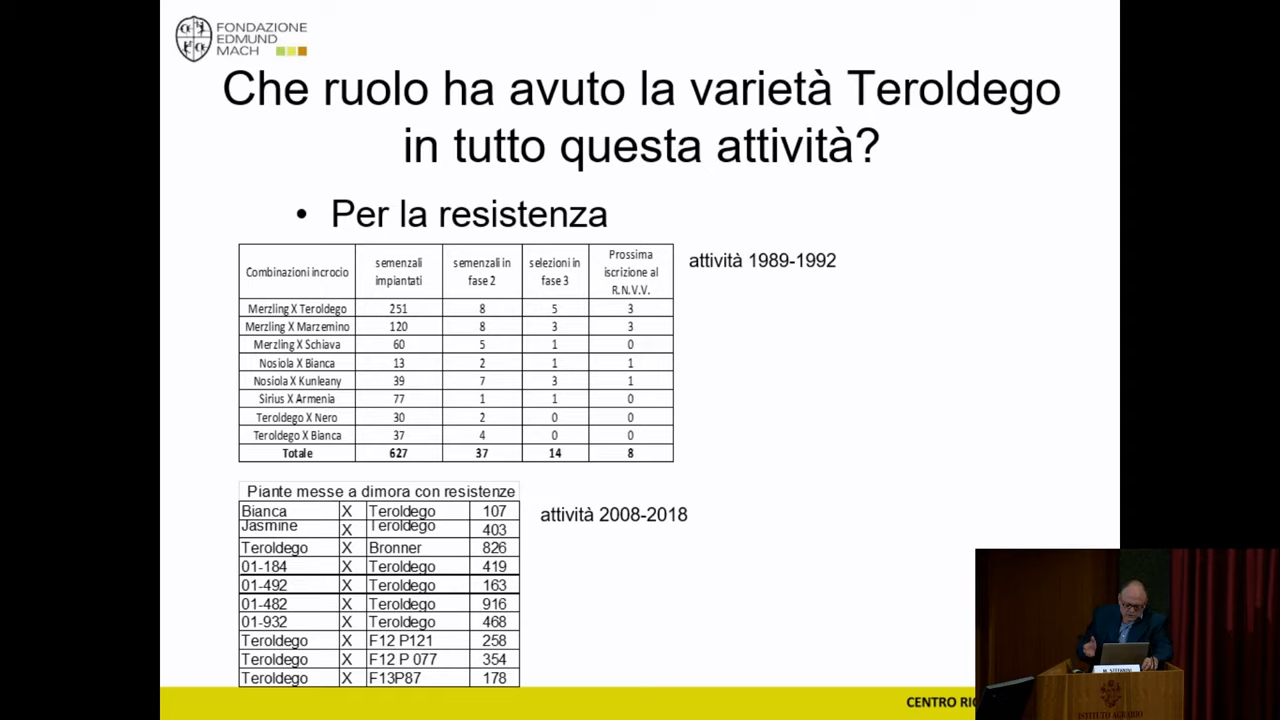 FONDAZIONE
EDMUND
MACH
Che ruolo ha avuto la varietà Teroldego
in tutto questa attività?
• Per la resistenza
Combinazioni incrocio semenzali impiantati semenzali in fase 2 selezioni in fase 3 Prossima iscrizione al R.N.V.V.
Merzling X Teroldego 251 8 5 3
Merzling X Marzemino 120 8 3 3
Merzling X Schiava 60 5 1 0
Nosiola X Bianca 13 2 1 1
Nosiola X Kunleany 39 7 3 1
Sirius X Armenia 77 1 1 0
Teroldego X Nero 30 2 0 0
Teroldego X Bianca 37 4 0 0
Totale 627 37 14 8
attività 1989-1992
Piante messe a dimora con resistenze
Bianca X Teroldego 107
Jasmine X Teroldego 403
Teroldego X Bronner 826
01-184 X Teroldego 419
01-492 X Teroldego 163
01-482 X Teroldego 916
01-932 X Teroldego 468
Teroldego X F12 P121 258
Teroldego X F12 P 077 354
Teroldego X F13P87 178
attività 2008-2018
CENTRO
ISTITUTO AGRARIO